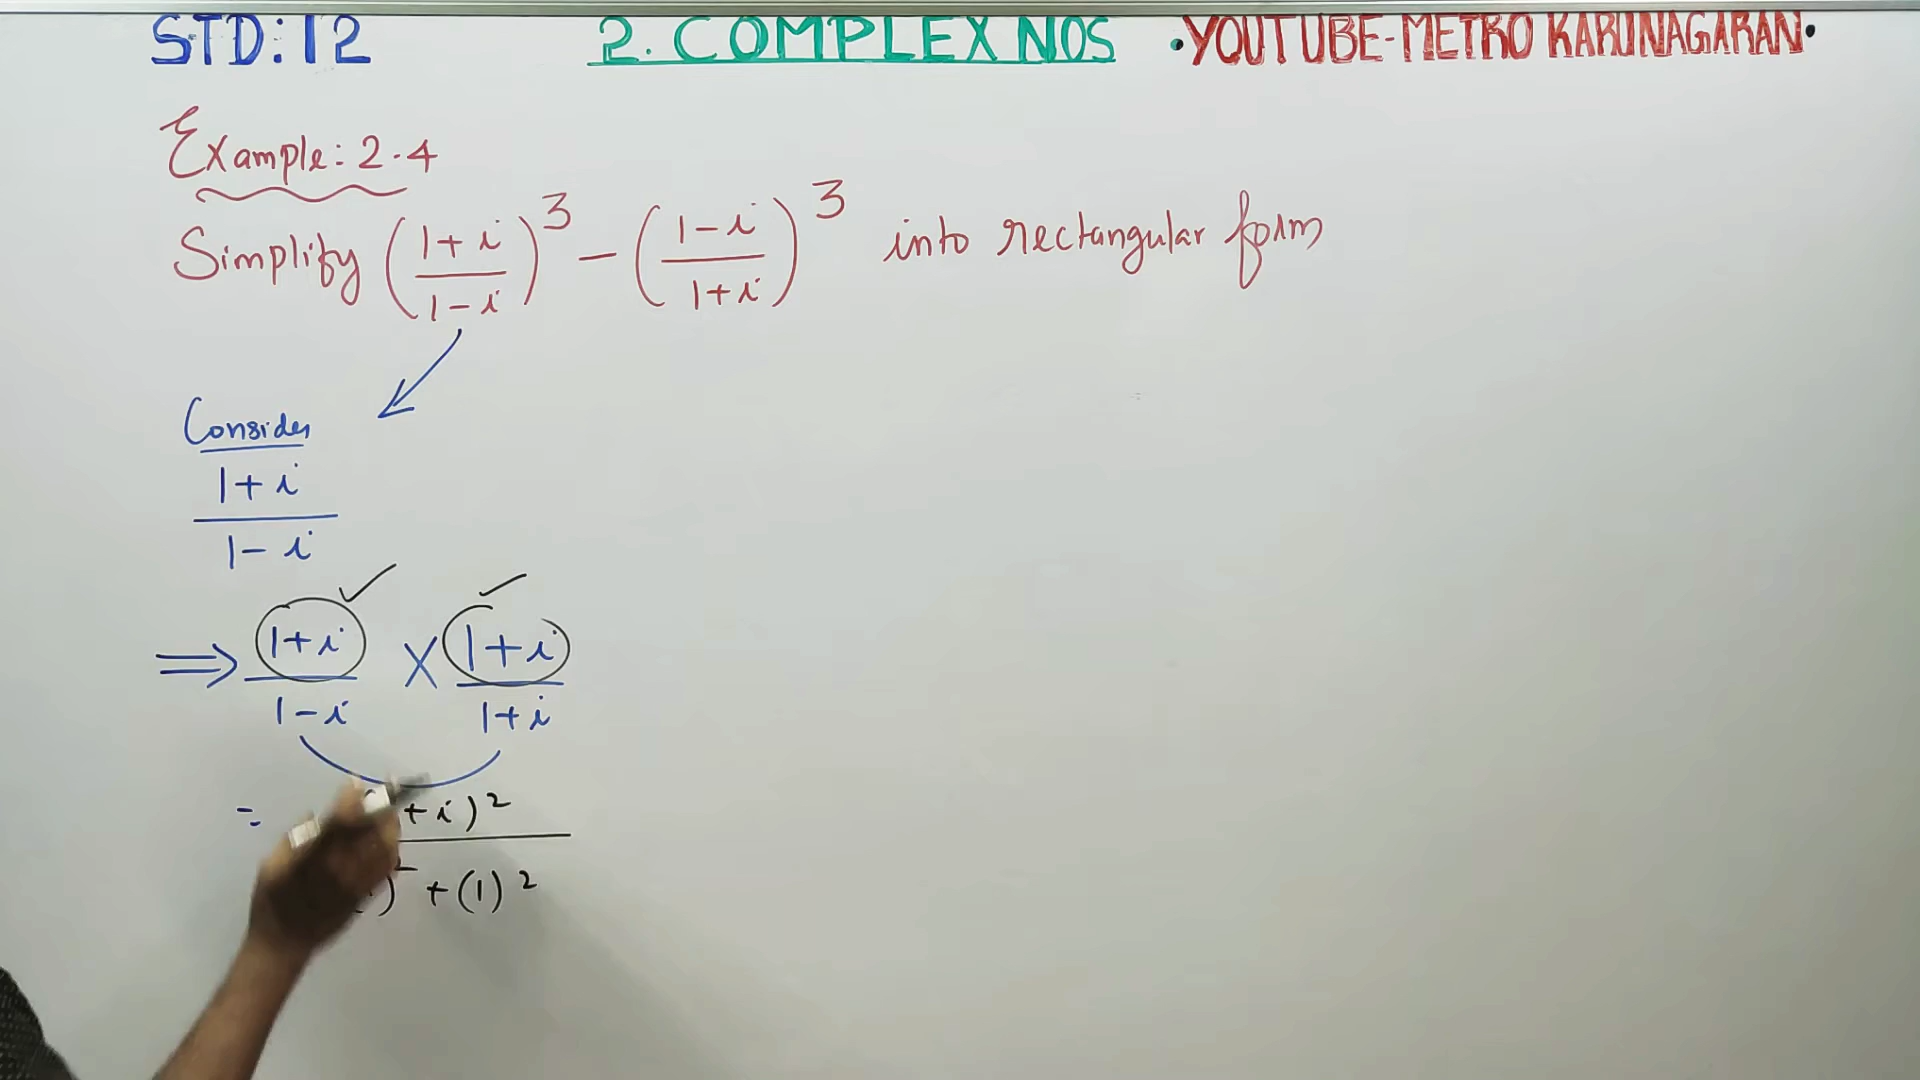 STD:12 2. COMPLEX NOS •YOUTUBE-METRO KARUNAGARAN•
Example: 2.4
Simplify ((1+i)/(1-i))^3 - ((1-i)/(1+i))^3 into rectangular form
Consider
1+i
1-i
⇒ 1+i × 1+i
1-i 1+i
= +i)²
)² +(1)²